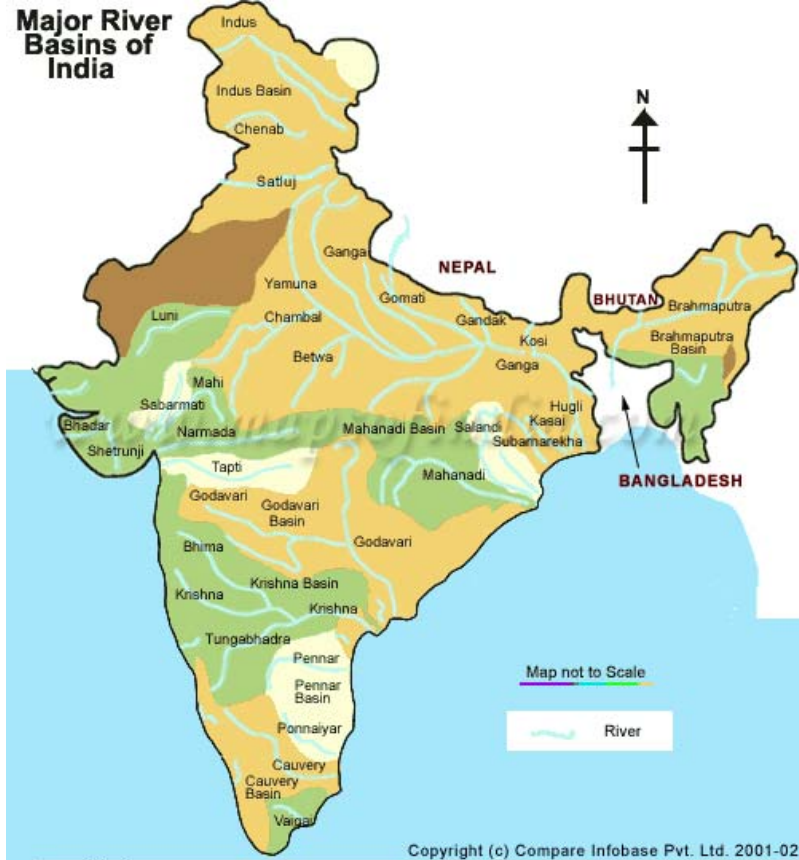 Major River
Basins of
India
Indus
Indus Basin
Chenab
Satluj
N
Ganga
NEPAL
Yamuna
Gomati
BHUTAN
Brahmaputra
Luni
Chambal
Gandak
Kosi
Brahmaputra
Basin
Betwa
Ganga
Mahi
Sabarmati
Hugli
Bhadar
Narmada
Mahanadi Basin
Salandi
Kasai
Subarnarekha
Shetrunji
Tapti
Mahanadi
BANGLADESH
Godavari
Godavari
Basin
Godavari
Bhima
Krishna Basin
Krishna
Krishna
Tungabhadra
Pennar
Pennar
Basin
Map not to Scale
Ponnaiyar
River
Cauvery
Cauvery
Basin
Vaigai
Copyright (c) Compare Infobase Pvt. Ltd. 2001-02